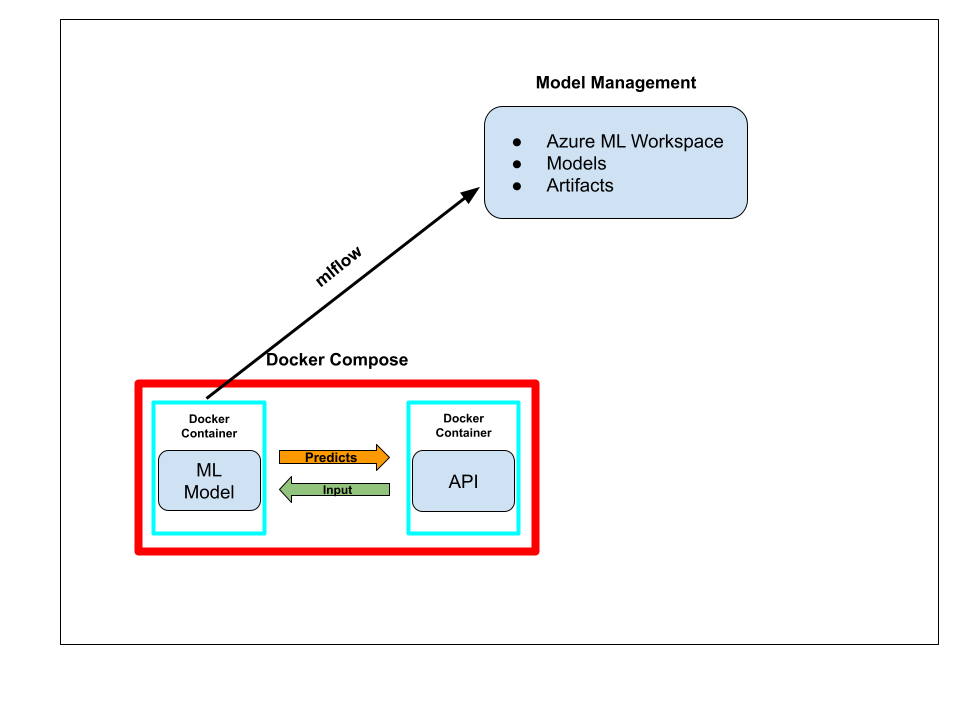 Model Management
● Azure ML Workspace
● Models
● Artifacts
mlflow
Docker Compose
Docker
Container
ML
Model
Predicts
Input
Docker
Container
API